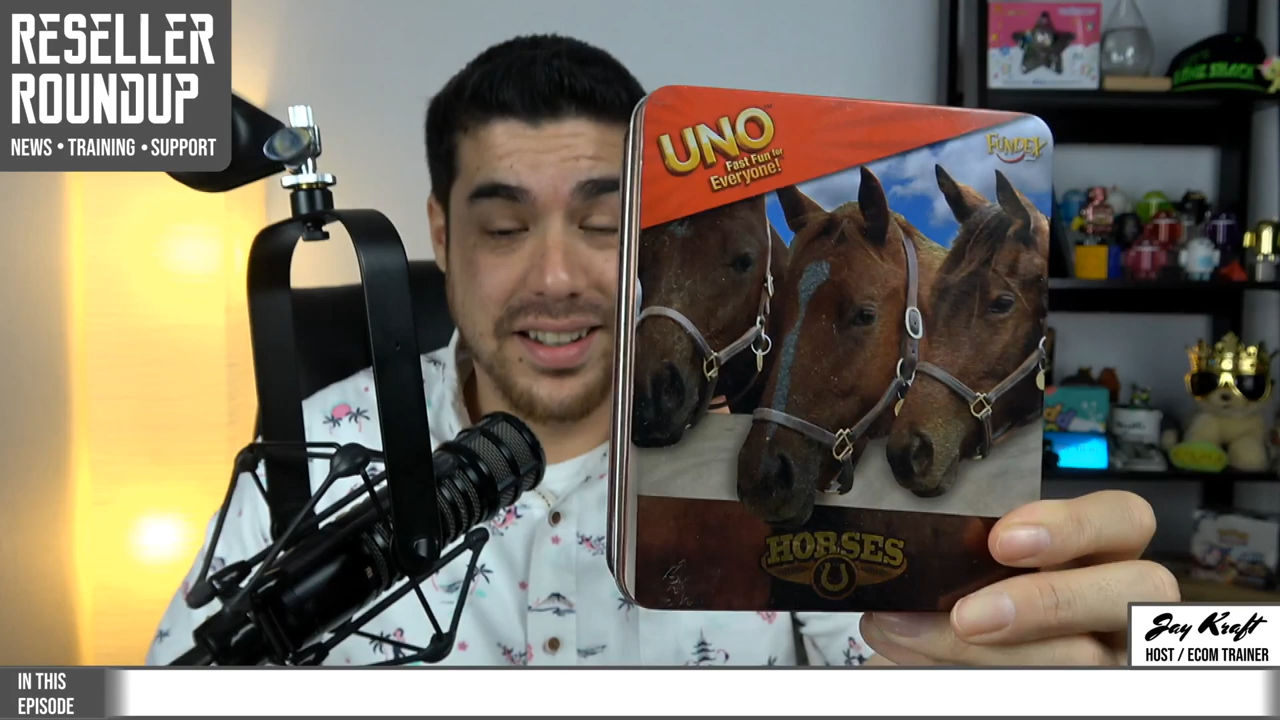 RESELLER
ROUNDUP
NEWS • TRAINING • SUPPORT
UNO
Fast Fun for
Everyone!
FUNDEX
HORSES
Jay Kraft
HOST / ECOM TRAINER
IN THIS
EPISODE